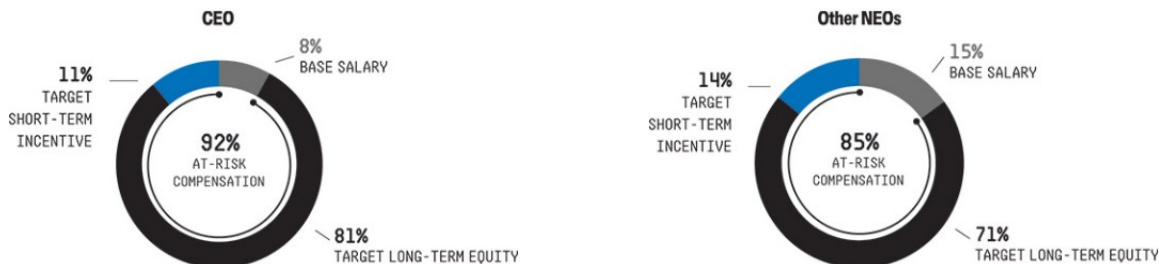 CEO
8%
BASE SALARY
11%
TARGET
SHORT-TERM
INCENTIVE
92%
AT-RISK
COMPENSATION
81%
TARGET LONG-TERM EQUITY
Other NEOs
15%
BASE SALARY
14%
TARGET
SHORT-TERM
INCENTIVE
85%
AT-RISK
COMPENSATION
71%
TARGET LONG-TERM EQUITY